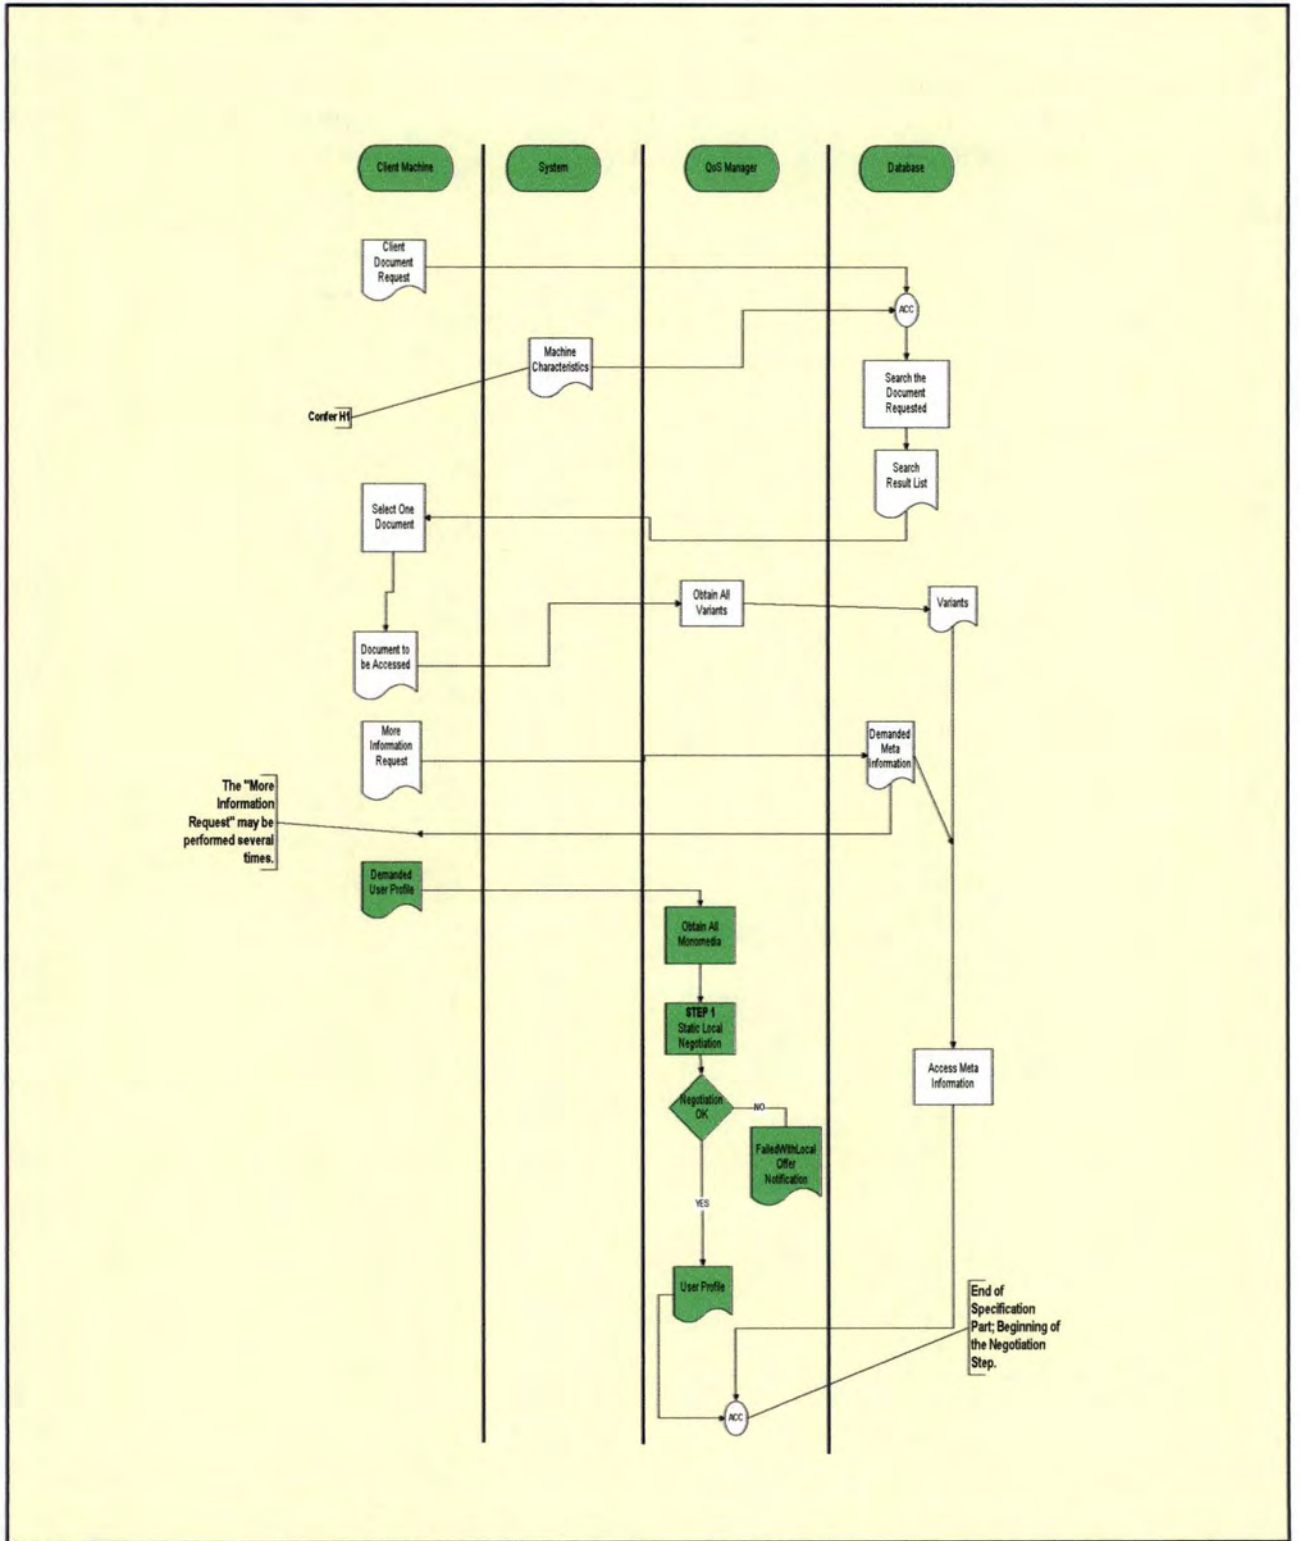 Client Machine
System
QoS Manager
Database
Client
Document
Request
ACC
Machine
Characteristics
Search the
Document
Requested
Confer H1
Search
Result List
Select One
Document
Obtain All
Variants
Variants
Document to
be Accessed
More
Information
Request
Demanded
Meta
Information
The "More
Information
Request" may be
performed several
times.
Demanded
User Profile
Obtain All
Monomedia
STEP 1
Static Local
Negotiation
Access Meta
Information
Negotiation
OK
NO
FailedWithLocal
Offer
Notification
YES
User Profile
End of
Specification
Part; Beginning of
the Negotiation
Step.
ACC